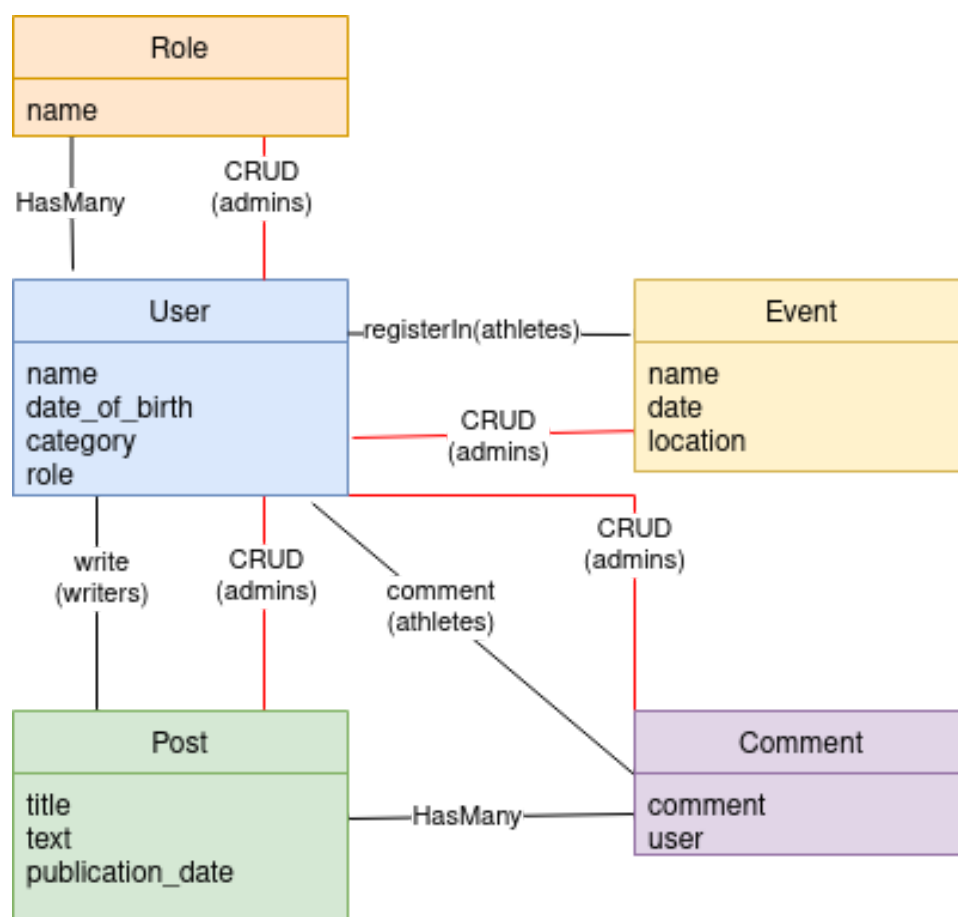 Role
name
CRUD
(admins)
HasMany
User
name
date_of_birth
category
role
registerIn(athletes)
CRUD
(admins)
Event
name
date
location
write
(writers)
CRUD
(admins)
comment
(athletes)
CRUD
(admins)
Post
title
text
publication_date
HasMany
Comment
comment
user